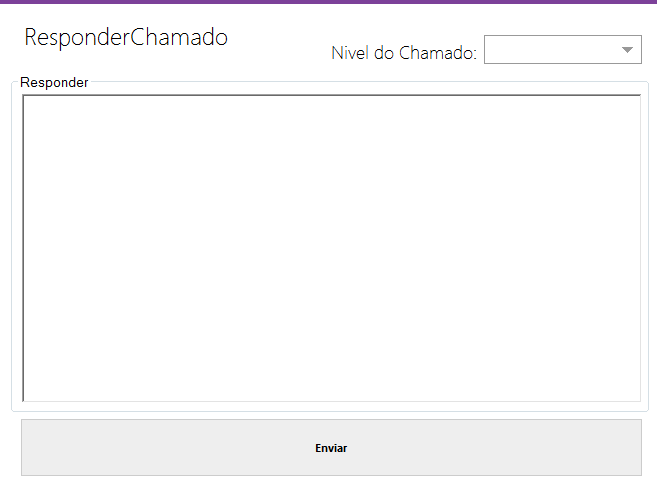 ResponderChamado
Nivel do Chamado:
Responder
Enviar